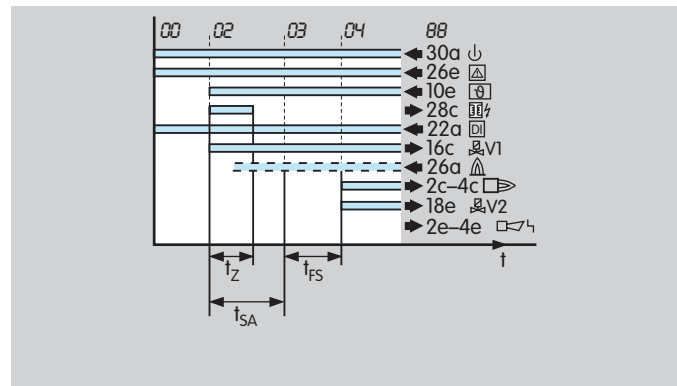 00 02 03 04 88
30a
26e
10e ϑ
28c
22a DI
16c V1
26a
2c–4c
18e V2
2e–4e
t
tZ tFS
tSA